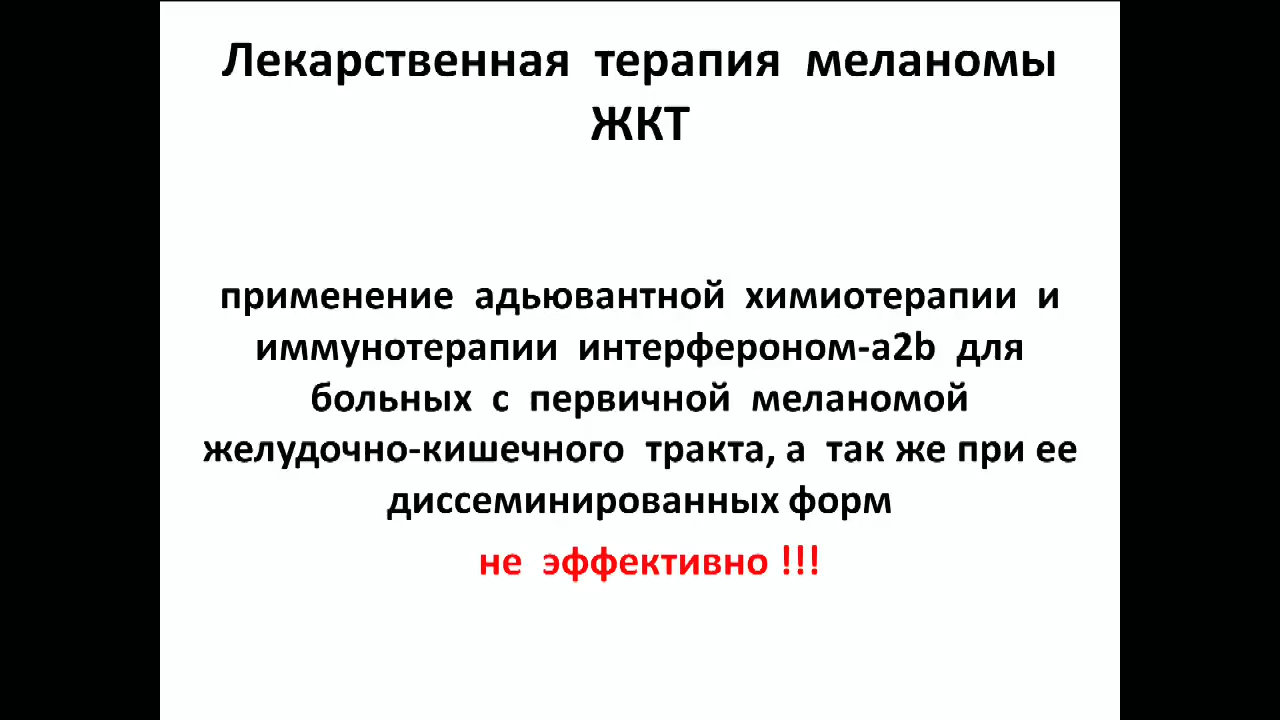 Лекарственная терапия меланомы
ЖКТ
применение адьювантной химиотерапии и
иммунотерапии интерфероном-a2b для
больных с первичной меланомой
желудочно-кишечного тракта, а так же при ее
диссеминированных форм
не эффективно !!!